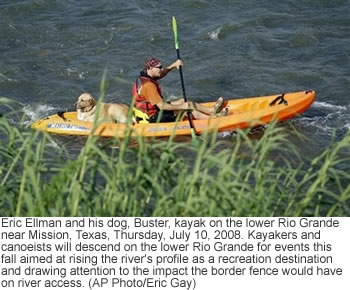 Eric Ellman and his dog, Buster, kayak on the lower Rio Grande
near Mission, Texas, Thursday, July 10, 2008. Kayakers and
canoeists will descend on the lower Rio Grande for events this
fall aimed at rising the river's profile as a recreation destination
and drawing attention to the impact the border fence would have
on river access. (AP Photo/Eric Gay)